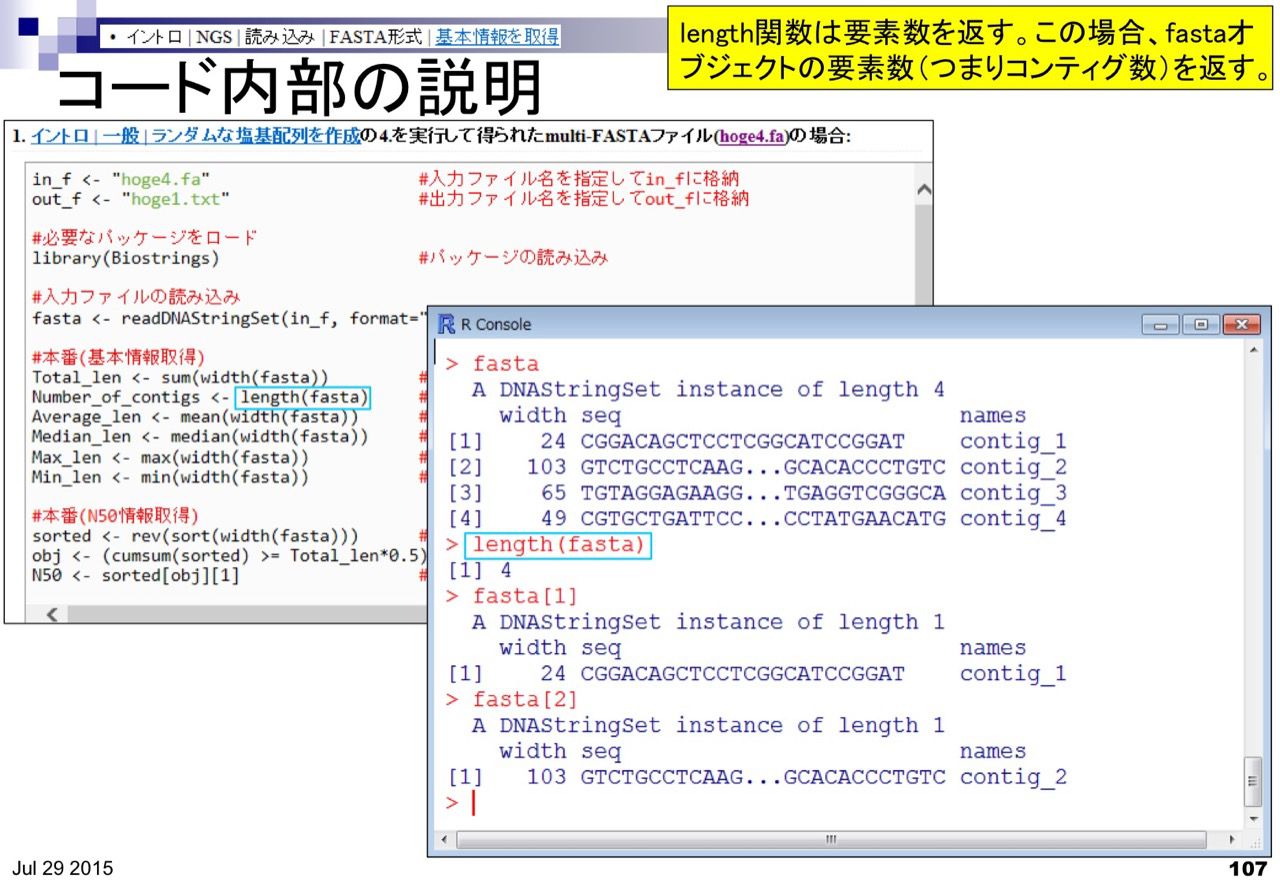 • イントロ | NGS | 読み込み | FASTA形式 | 基本情報を取得
length関数は要素数を返す。この場合、fastaオ
ブジェクトの要素数(つまりコンティグ数)を返す。
コード内部の説明
1. イントロ | 一般 | ランダムな塩基配列を作成の4.を実行して得られたmulti-FASTAファイル(hoge4.fa)の場合:
in_f <- "hoge4.fa" #入力ファイル名を指定してin_fに格納
out_f <- "hoge1.txt" #出力ファイル名を指定してout_fに格納
#必要なパッケージをロード
library(Biostrings) #パッケージの読み込み
#入力ファイルの読み込み
fasta <- readDNAStringSet(in_f, format="
#本番(基本情報取得)
Total_len <- sum(width(fasta)) #
Number_of_contigs <- length(fasta) #
Average_len <- mean(width(fasta)) #
Median_len <- median(width(fasta)) #
Max_len <- max(width(fasta)) #
Min_len <- min(width(fasta)) #
#本番(N50情報取得)
sorted <- rev(sort(width(fasta))) #
obj <- (cumsum(sorted) >= Total_len*0.5)
N50 <- sorted[obj][1] #
R Console
> fasta
A DNAStringSet instance of length 4
width seq names
[1] 24 CGGACAGCTCCTCGGCATCCGGAT contig_1
[2] 103 GTCTGCCTCAAG...GCACACCCTGTC contig_2
[3] 65 TGTAGGAGAAGG...TGAGGTCGGGCA contig_3
[4] 49 CGTGCTGATTCC...CCTATGAACATG contig_4
> length(fasta)
[1] 4
> fasta[1]
A DNAStringSet instance of length 1
width seq names
[1] 24 CGGACAGCTCCTCGGCATCCGGAT contig_1
> fasta[2]
A DNAStringSet instance of length 1
width seq names
[1] 103 GTCTGCCTCAAG...GCACACCCTGTC contig_2
>
Jul 29 2015
107